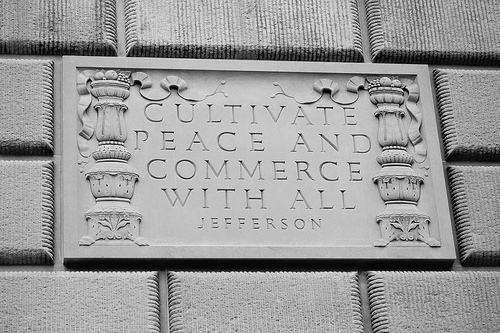 CULTIVATE
PEACE AND
COMMERCE
WITH ALL
JEFFERSON